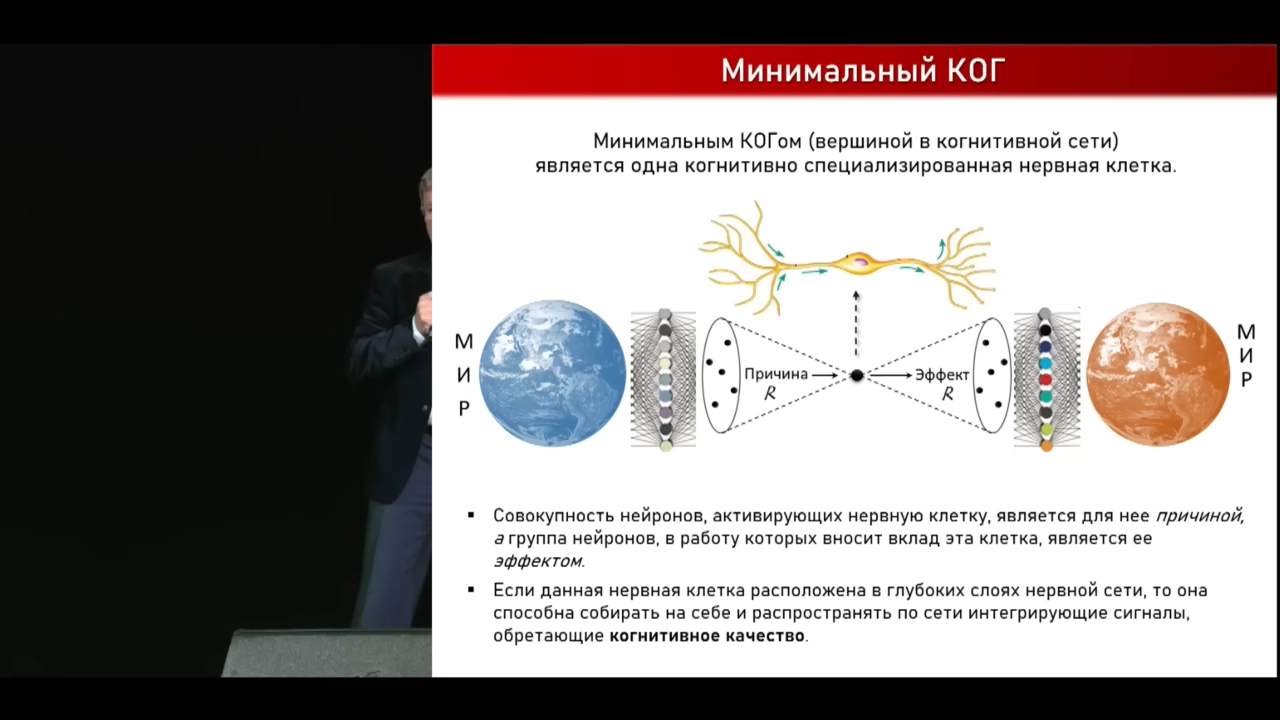 Минимальный КОГ
Минимальным КОГом (вершиной в когнитивной сети)
является одна когнитивно специализированная нервная клетка.
М
И
Р
Причина
R
Эффект
R
М
И
Р
Совокупность нейронов, активирующих нервную клетку, является для нее причиной,
а группа нейронов, в работу которых вносит вклад эта клетка, является ее
эффектом.
Если данная нервная клетка расположена в глубоких слоях нервной сети, то она
способна собирать на себе и распространять по сети интегрирующие сигналы,
обретающие когнитивное качество.